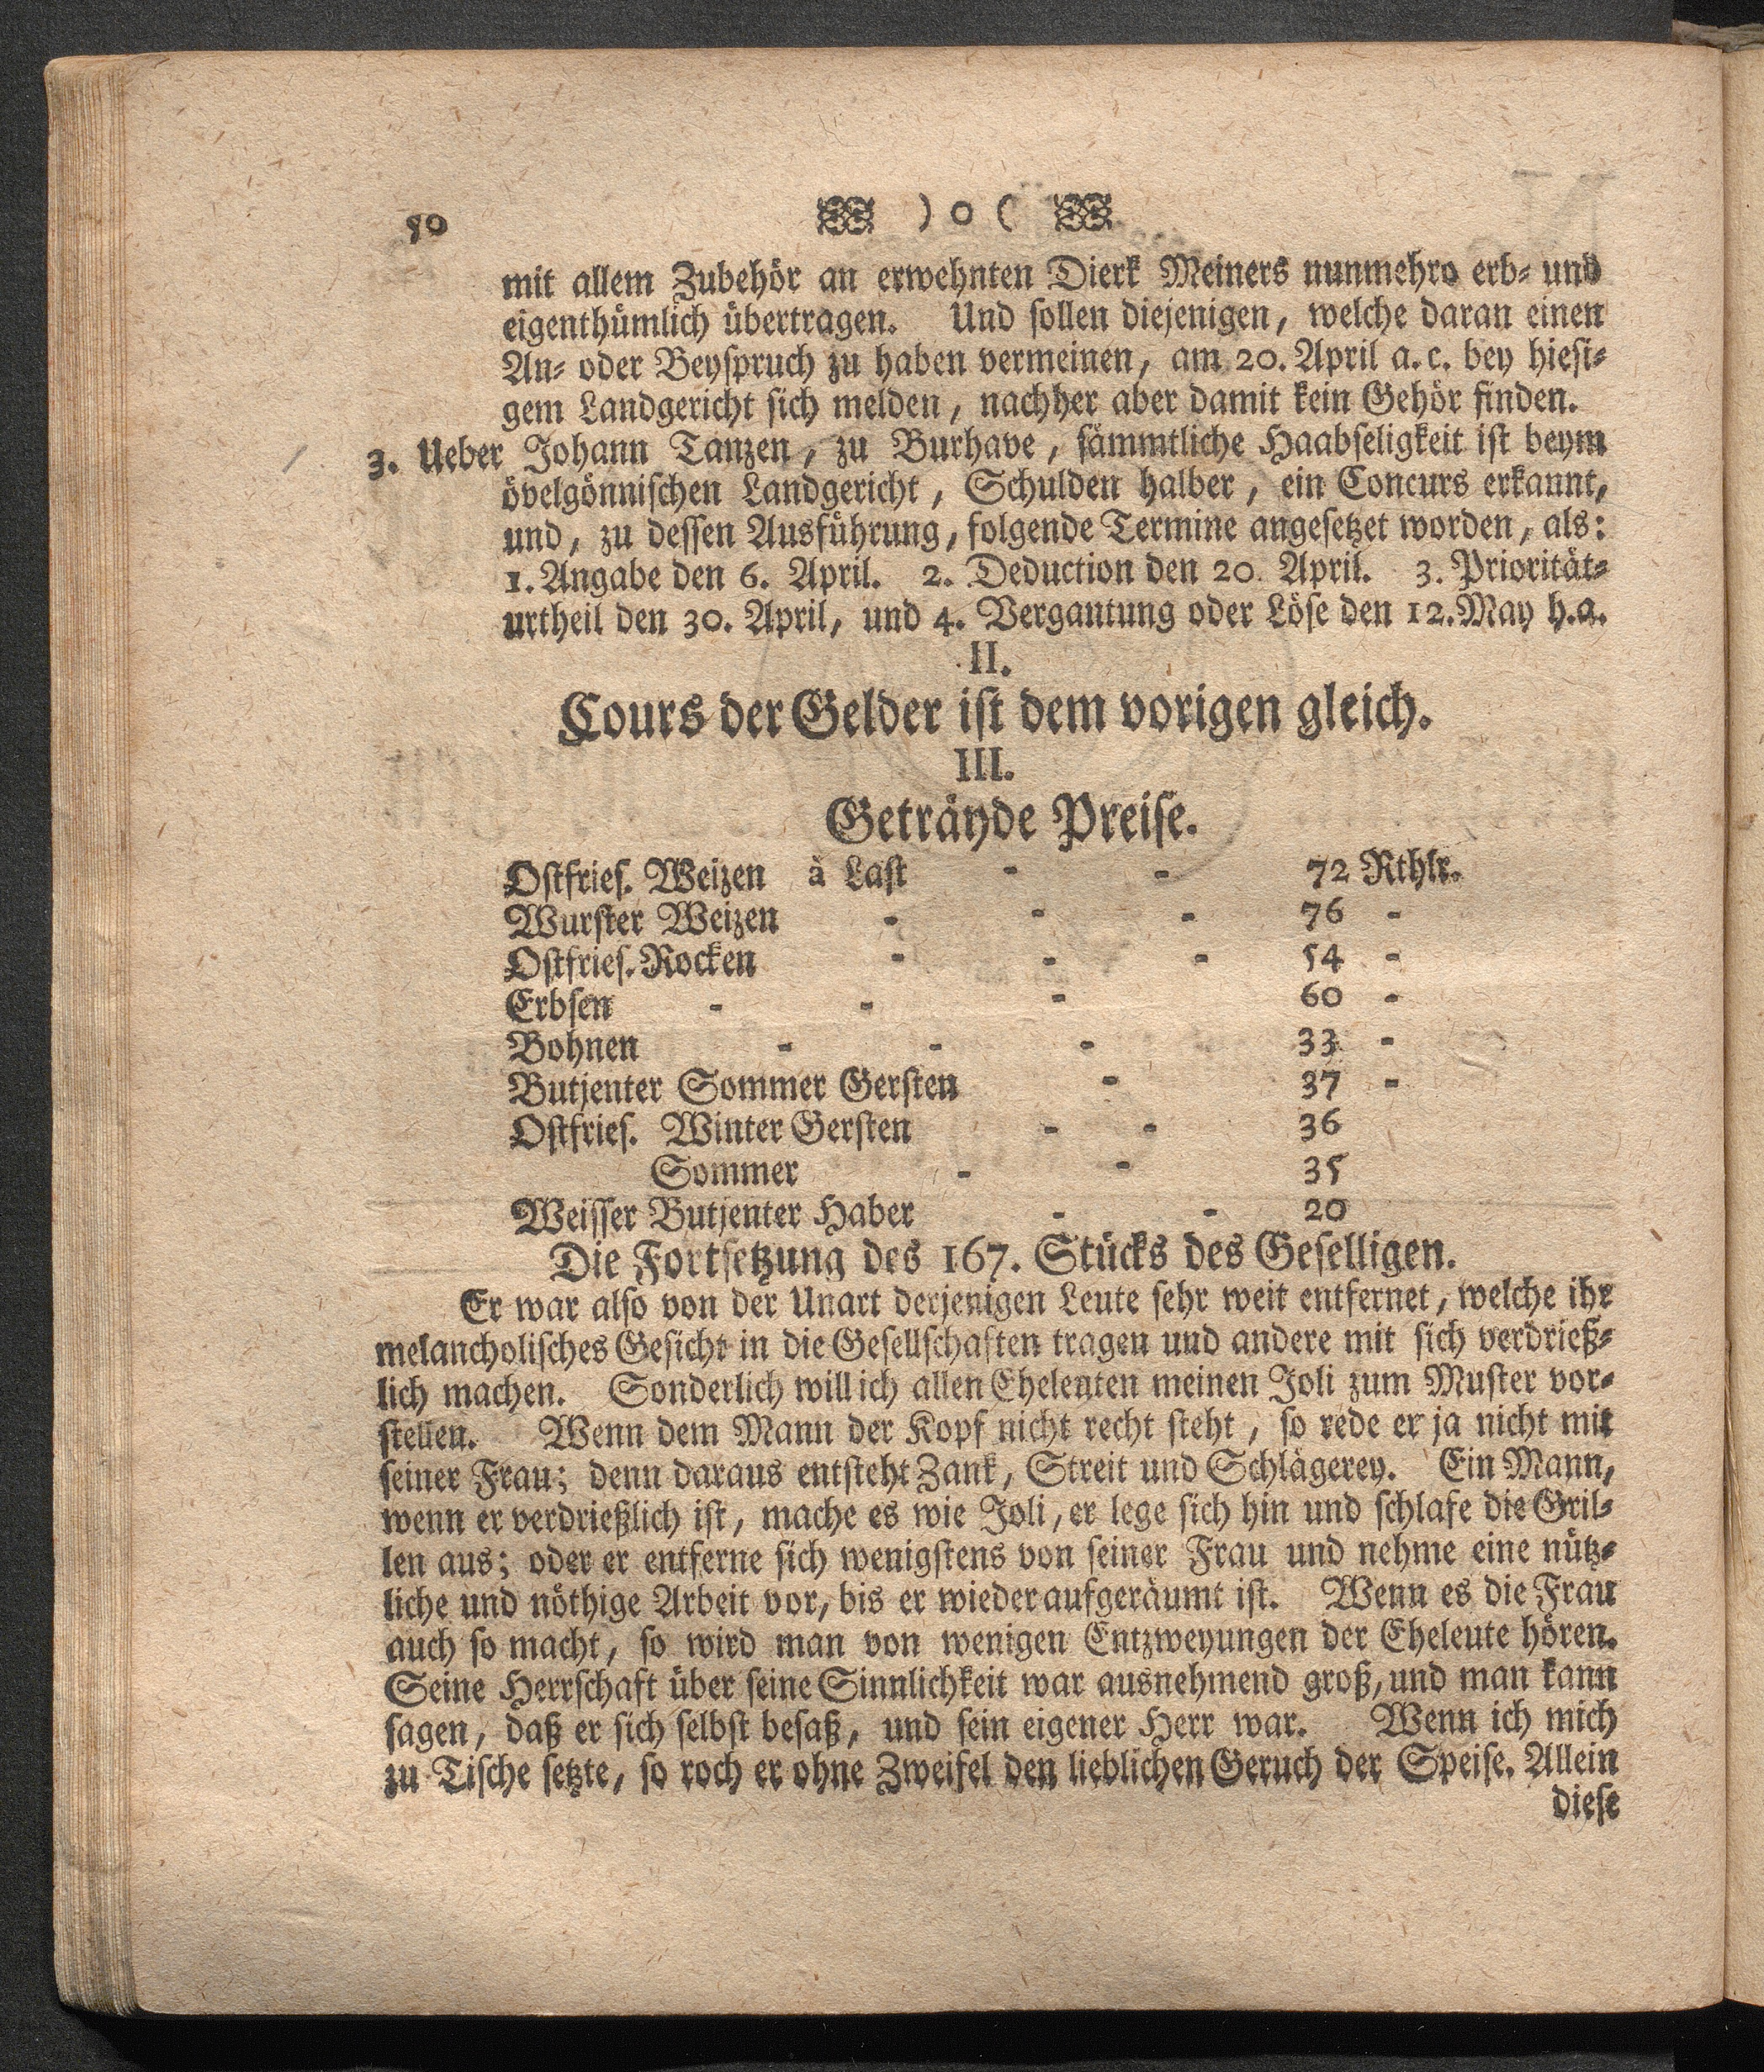 50 ) o (
mit allem Zubehör an erwehnten Dierk Meiners nunmehro erb- und
eigenthümlich übertragen. Und sollen diejenigen, welche daran einen
An- oder Beyspruch zu haben vermeinen, am 20. April a. c. bey hiesi-
gem Landgericht sich melden, nachher aber damit kein Gehör finden.
3. Ueber Johann Tanzen, zu Burhave, sämmtliche Haabseligkeit ist beym
övelgönnischen Landgericht, Schulden halber, ein Concurs erkannt,
und, zu dessen Ausführung, folgende Termine angesetzet worden, als:
1. Angabe den 6. April. 2. Deduction den 20. April. 3. Priorität-
urtheil den 30. April, und 4. Vergantung oder Löse den 12. May h. a.
II.
Cours der Gelder ist dem vorigen gleich.
III.
Getrände Preise.
Ostfries. Weizen à Last - - 72 Rthlr.
Wurster Weizen - - - 76 -
Ostfries. Rocken - - - 54 -
Erbsen - - - 60 -
Bohnen - - - 33 -
Butjenter Sommer Gersten - 37 -
Ostfries. Winter Gersten - - 36
Sommer - - 35
Weisser Butjenter Haber - - 20
Die Fortsetzung des 167. Stücks des Geselligen.
Er war also von der Unart derjenigen Leute sehr weit entfernet, welche ihr
melancholisches Gesicht in die Gesellschaften tragen und andere mit sich verdrieß-
lich machen. Sonderlich will ich allen Eheleuten meinen Joli zum Muster vor-
stellen. Wenn dem Mann der Kopf nicht recht steht, so rede er ja nicht mit
seiner Frau; denn daraus entsteht Zank, Streit und Schlägerey. Ein Mann,
wenn er verdrießlich ist, mache es wie Joli, er lege sich hin und schlafe die Gril-
len aus; oder er entferne sich wenigstens von seiner Frau und nehme eine nütz-
liche und nöthige Arbeit vor, bis er wieder aufgeräumt ist. Wenn es die Frau
auch so macht, so wird man von wenigen Entzweyungen der Eheleute hören.
Seine Herrschaft über seine Sinnlichkeit war ausnehmend groß, und man kann
sagen, daß er sich selbst besaß, und sein eigener Herr war. Wenn ich mich
zu Tische setzte, so roch er ohne Zweifel den lieblichen Geruch der Speise. Allein
diese